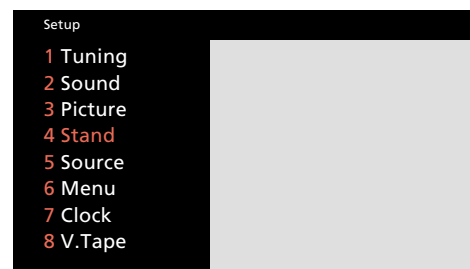 Setup
1 Tuning
2 Sound
3 Picture
4 Stand
5 Source
6 Menu
7 Clock
8 V.Tape